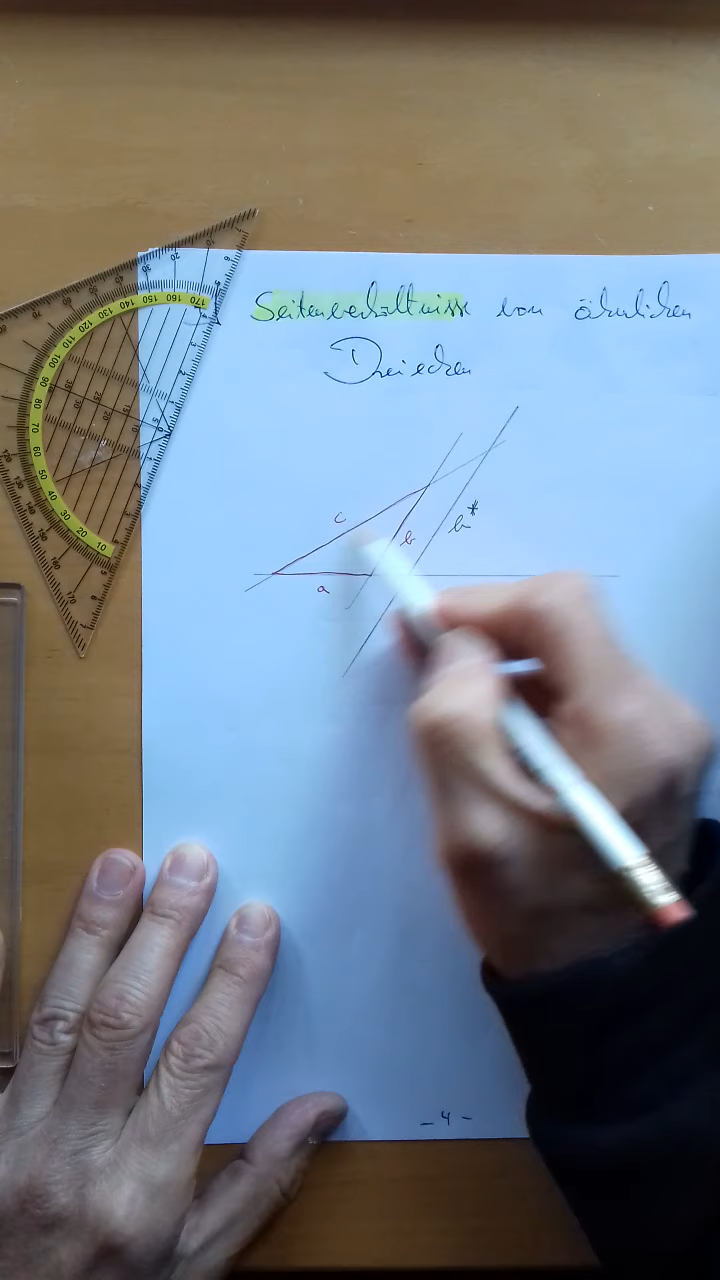 Seitenverhältnisse von ähnlichen
Dreiecken
c
b
b*
a
- 4 -